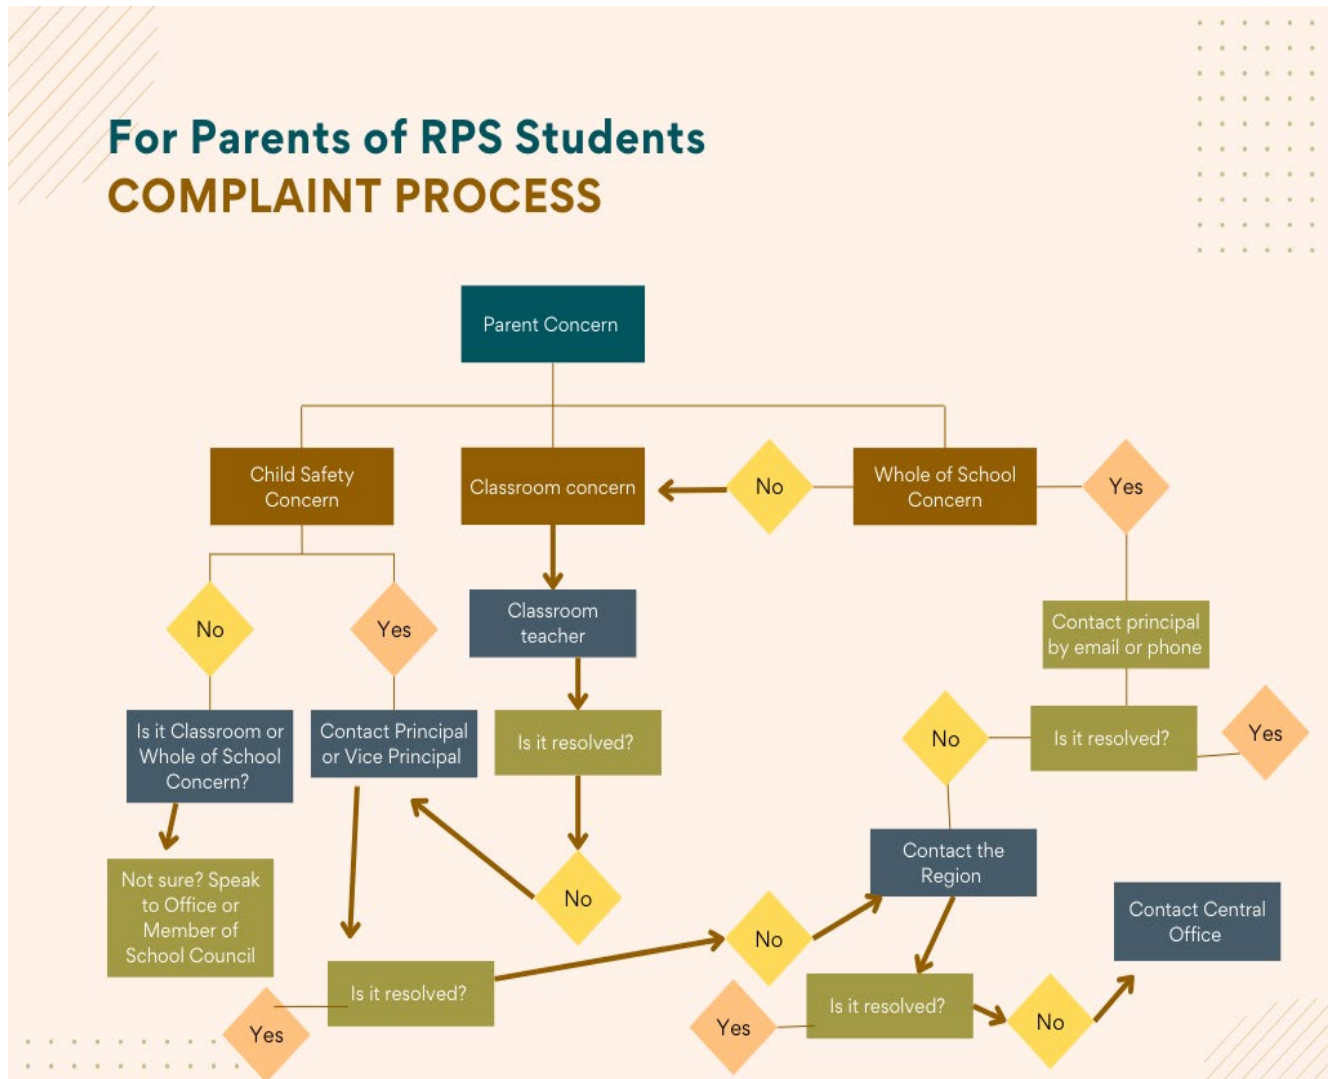 For Parents of RPS Students
COMPLAINT PROCESS
Parent Concern
Child Safety
Concern
Classroom concern
No
Whole of School
Concern
Yes
No
Yes
Classroom
teacher
Contact principal
by email or phone
Is it Classroom or
Whole of School
Concern?
Contact Principal
or Vice Principal
Is it resolved?
No
Is it resolved?
Yes
Not sure? Speak
to Office or
Member of
School Council
No
Contact the
Region
Contact Central
Office
No
Is it resolved?
Yes
Yes
Is it resolved?
No